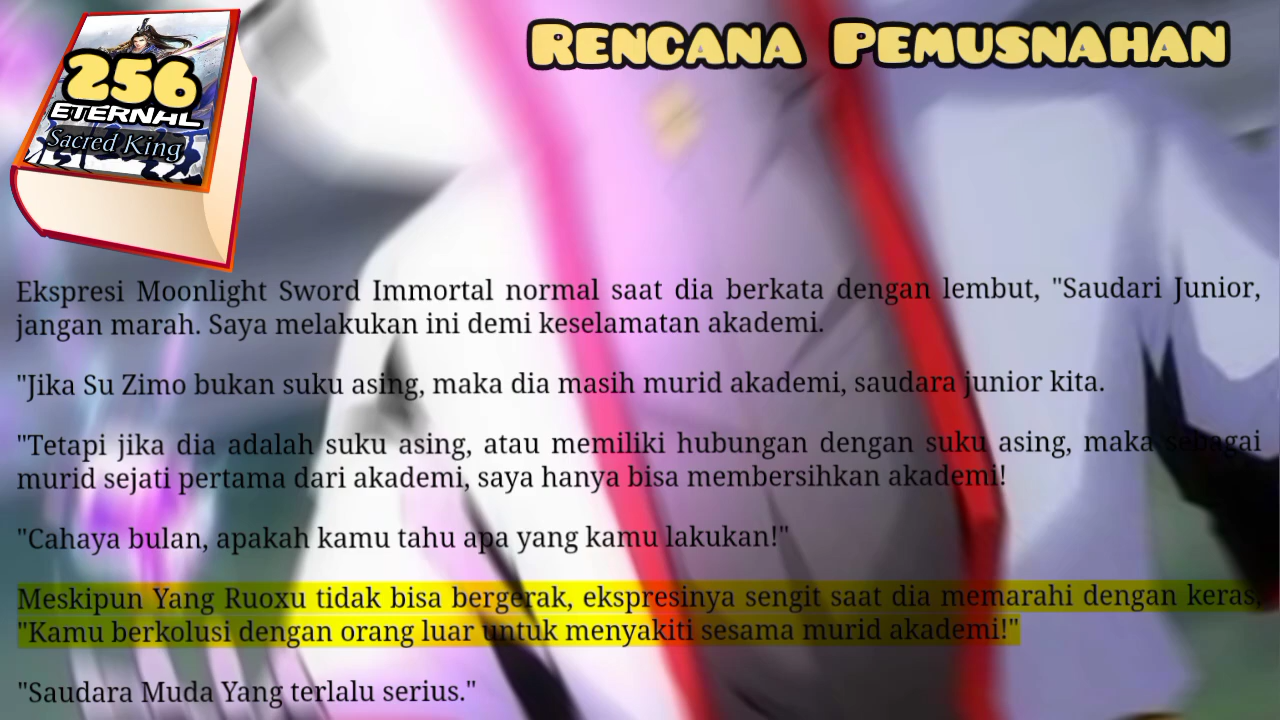 256
ETERNAL
Sacred King
RENCANA PEMUSNAHAN
Ekspresi Moonlight Sword Immortal normal saat dia berkata dengan lembut, "Saudari Junior,
jangan marah. Saya melakukan ini demi keselamatan akademi.
"Jika Su Zimo bukan suku asing, maka dia masih murid akademi, saudara junior kita.
"Tetapi jika dia adalah suku asing, atau memiliki hubungan dengan suku asing, maka sebagai
murid sejati pertama dari akademi, saya hanya bisa membersihkan akademi!
"Cahaya bulan, apakah kamu tahu apa yang kamu lakukan!"
Meskipun Yang Ruoxu tidak bisa bergerak, ekspresinya sengit saat dia memarahi dengan keras,
"Kamu berkolusi dengan orang luar untuk menyakiti sesama murid akademi!"
"Saudara Muda Yang terlalu serius."